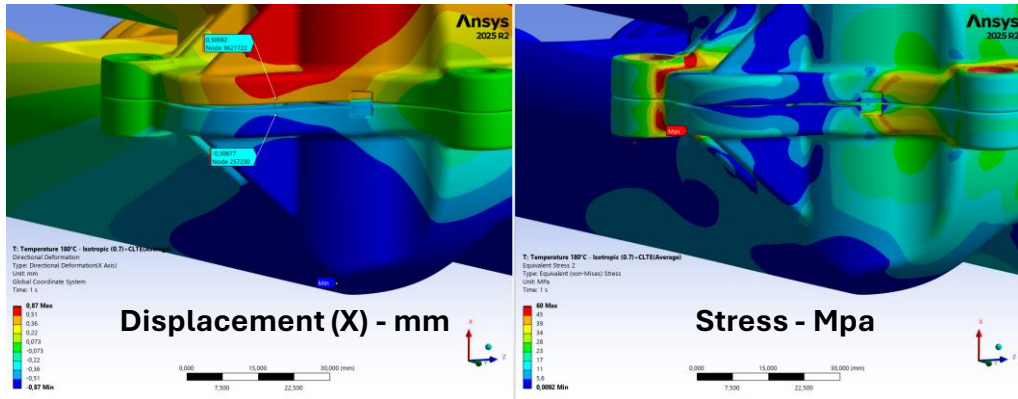 Ansys
2025 R2
0,30682
Node 9621722
-0,30877
Node 257230
T: Temperature 180°C - Isotropic (0.7) - CLTE(Average)
Directional Deformation
Type: Directional Deformation(X Axis)
Unit: mm
Global Coordinate System
Time: 1 s
0,87 Max
0,51
0,36
0,22
0,073
-0,073
-0,22
-0,36
-0,51
-0,87 Min
Min
Displacement (X) - mm
0,000
15,000
30,000 (mm)
7,500
22,500
X
Z
Ansys
2025 R2
Max
T: Temperature 180°C - Isotropic (0.7) - CLTE(Average)
Equivalent Stress 2
Type: Equivalent (von-Mises) Stress
Unit: MPa
Time: 1 s
60 Max
45
39
34
28
23
17
11
5,6
0,0092 Min
Stress - Mpa
0,000
15,000
30,000 (mm)
7,500
22,500
X
Z